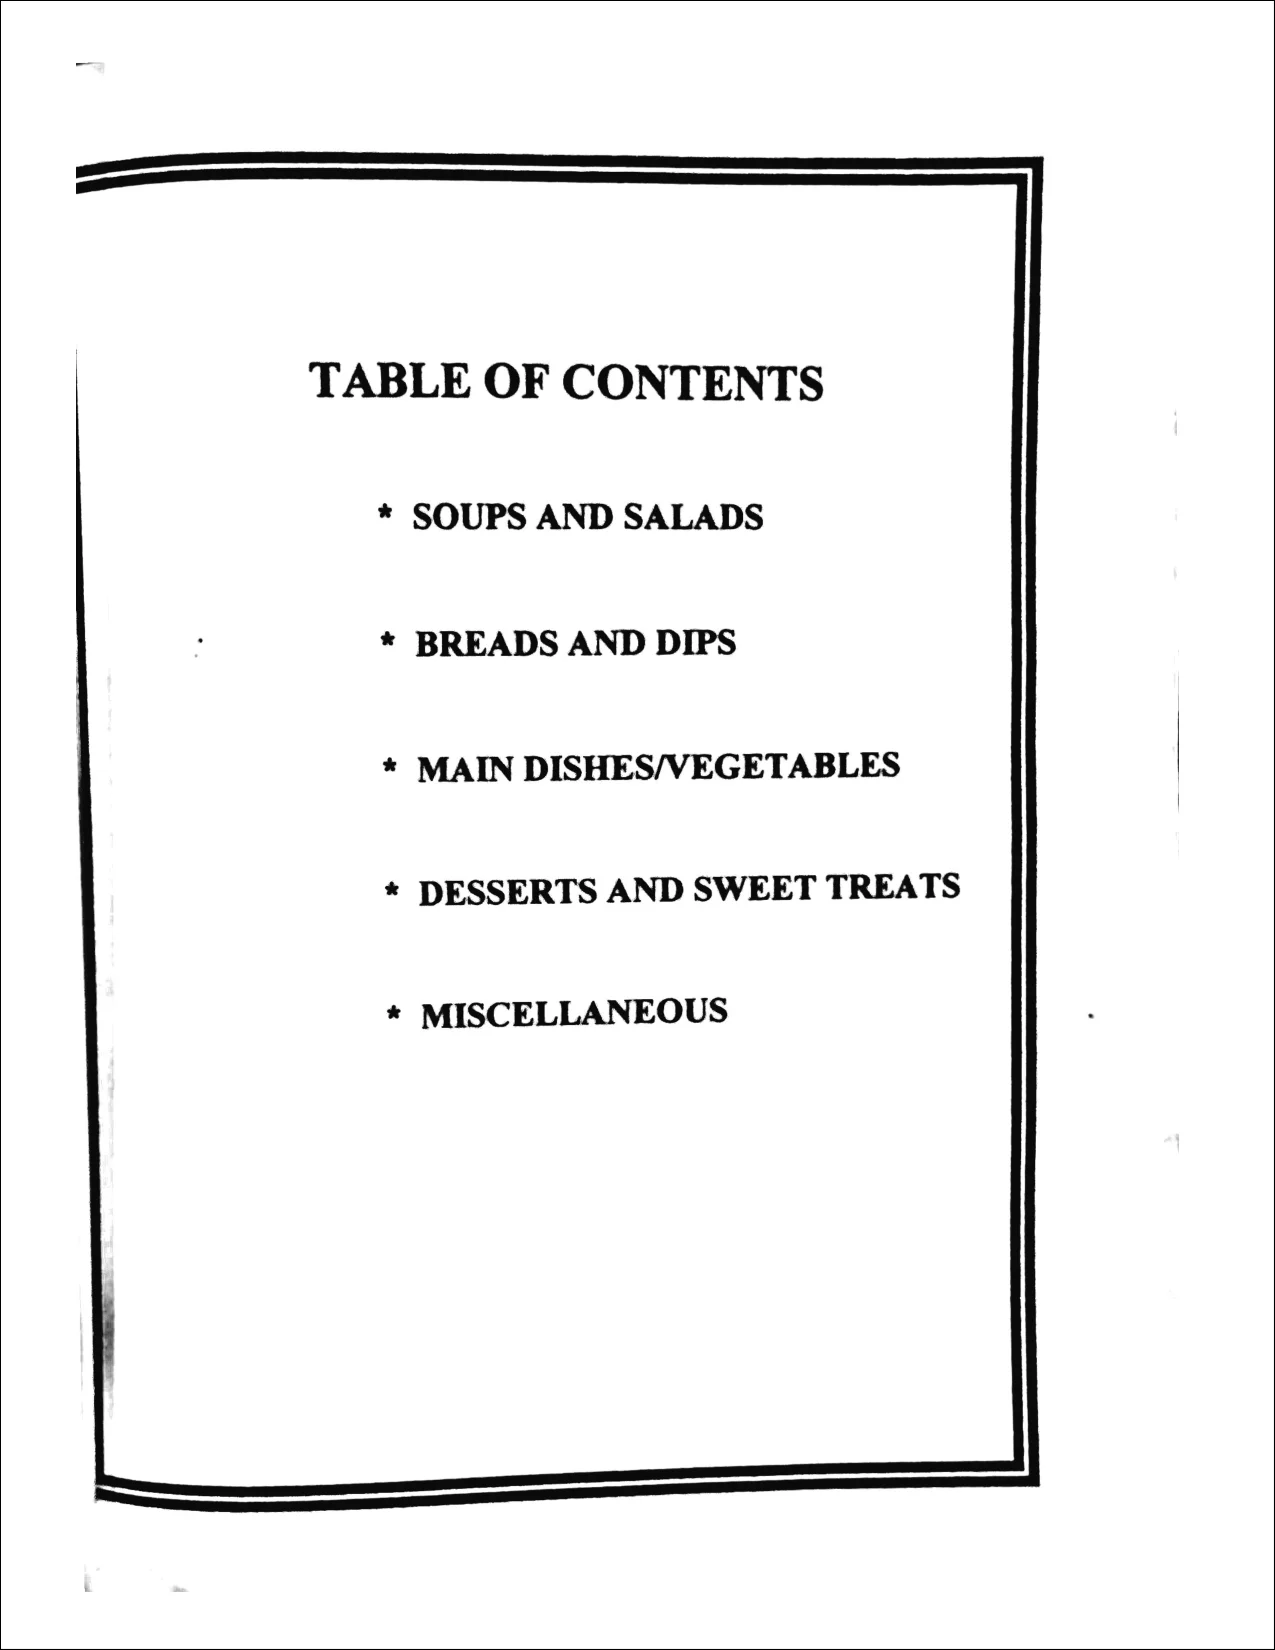 TABLE OF CONTENTS
* SOUPS AND SALADS
* BREADS AND DIPS
* MAIN DISHES/VEGETABLES
* DESSERTS AND SWEET TREATS
* MISCELLANEOUS